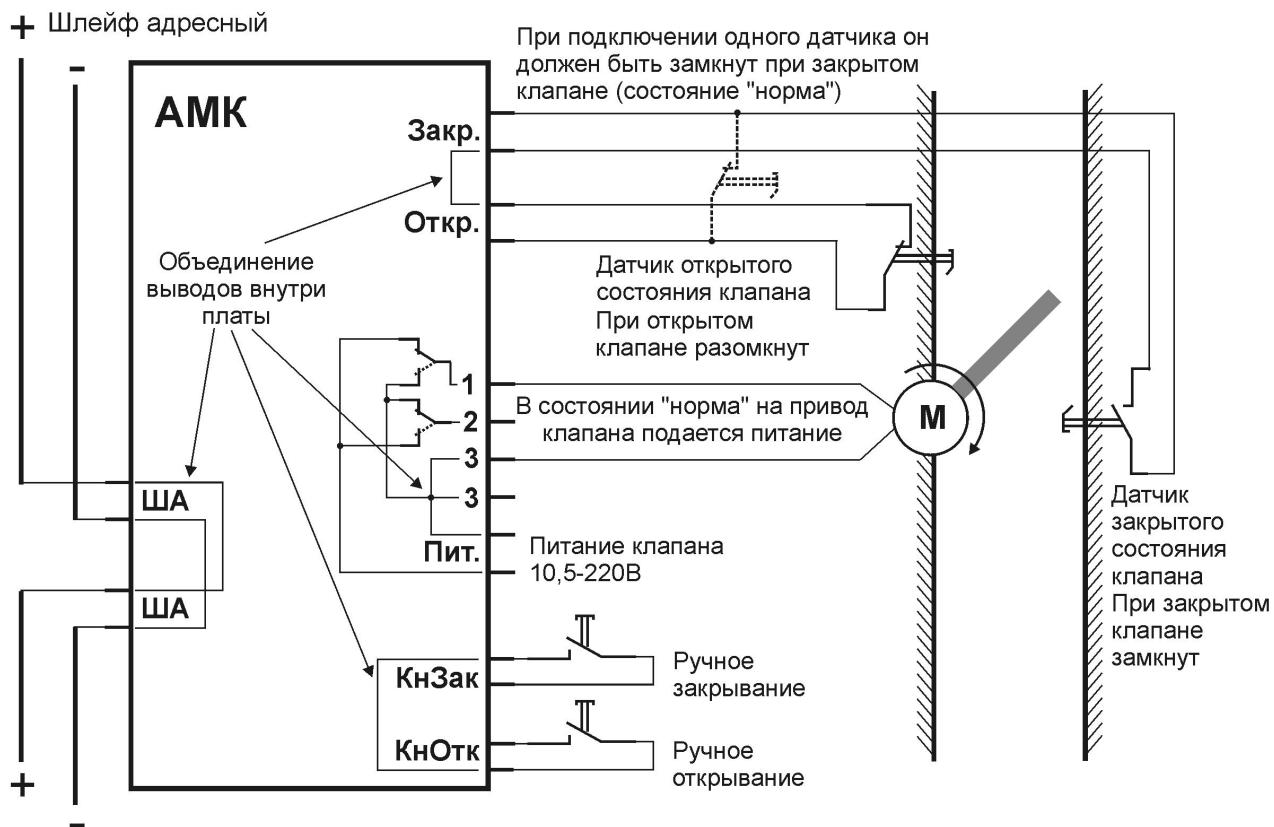 + Шлейф адресный
-
АМК
При подключении одного датчика он
должен быть замкнут при закрытом
клапане (состояние "норма")
Закр.
Откр.
Объединение
выводов внутри
платы
Датчик открытого
состояния клапана
При открытом
клапане разомкнут
1
В состоянии "норма" на привод
клапана подается питание
2
М
3
3
ША
Пит.
Питание клапана
10,5-220В
Датчик
закрытого
состояния
клапана
При закрытом
клапане
замкнут
ША
КнЗак
Ручное
закрывание
КнОтк
Ручное
открывание
+
-